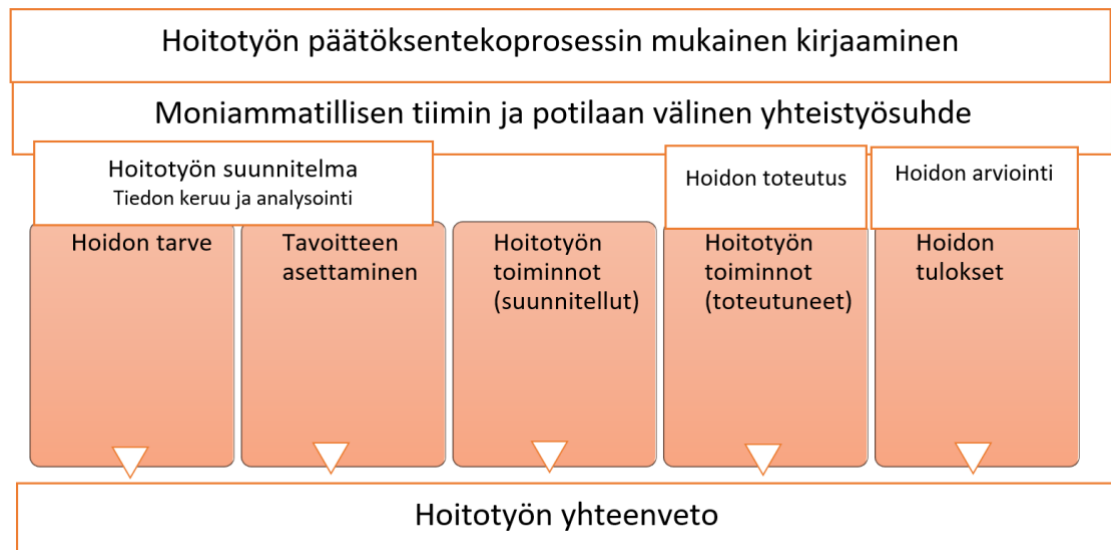 Hoitotyön päätöksentekoprosessin mukainen kirjaaminen
Moniammatillisen tiimin ja potilaan välinen yhteistyösuhde
Hoitotyön suunnitelma
Tiedon keruu ja analysointi
Hoidon toteutus
Hoidon arviointi
Hoidon tarve
Tavoitteen
asettaminen
Hoitotyön
toiminnot
(suunnitellut)
Hoitotyön
toiminnot
(toteutuneet)
Hoidon
tulokset
Hoitotyön yhteenveto